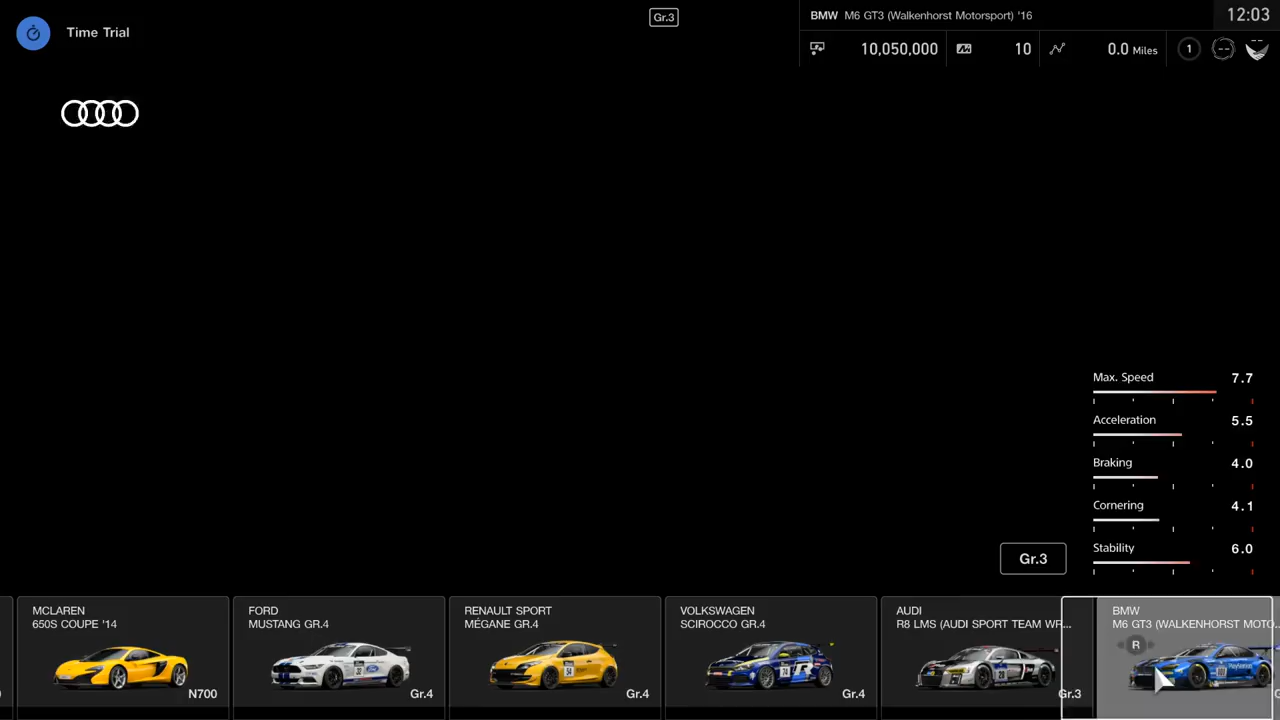 Time Trial
Gr.3
BMW M6 GT3 (Walkenhorst Motorsport) '16
12:03
10,050,000
10
0.0 Miles
1
--
--
Max. Speed 7.7
Acceleration 5.5
Braking 4.0
Cornering 4.1
Stability 6.0
Gr.3
MCLAREN
650S COUPE '14
N700
FORD
MUSTANG GR.4
Gr.4
RENAULT SPORT
MÉGANE GR.4
Gr.4
VOLKSWAGEN
SCIROCCO GR.4
Gr.4
AUDI
R8 LMS (AUDI SPORT TEAM WR...
Gr.3
BMW
M6 GT3 (WALKENHORST MOTO...
R